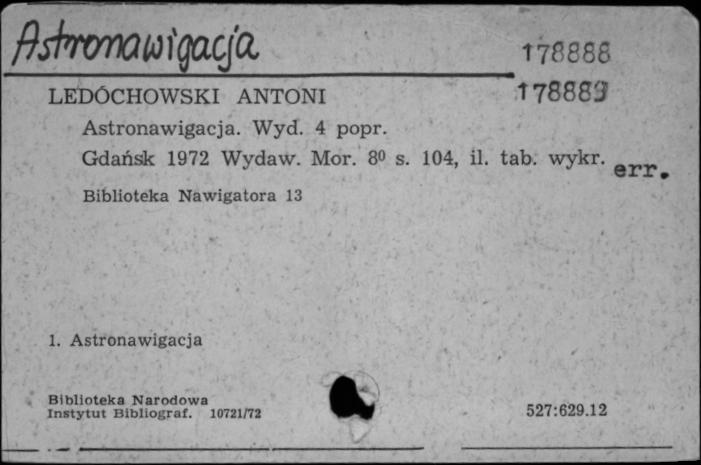 Astronawigacja
178888
LEDÓCHOWSKI ANTONI
178889
Astronawigacja. Wyd. 4 popr.
Gdańsk 1972 Wydaw. Mor. 8º s. 104, il. tab. wykr.
err.
Biblioteka Nawigatora 13
1. Astronawigacja
Biblioteka Narodowa
Instytut Bibliograf. 10721/72
527:629.12